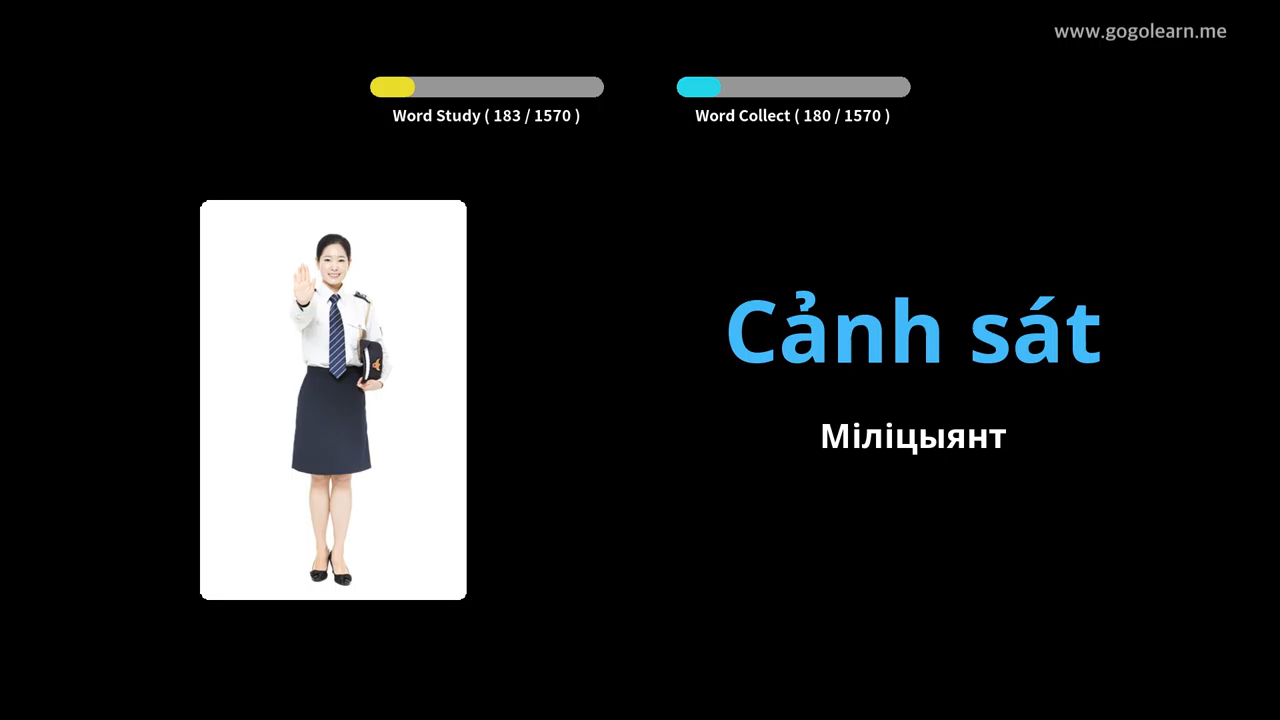 www.gogolearn.me
Word Study ( 183 / 1570 )
Word Collect ( 180 / 1570 )
Cảnh sát
Міліцыянт